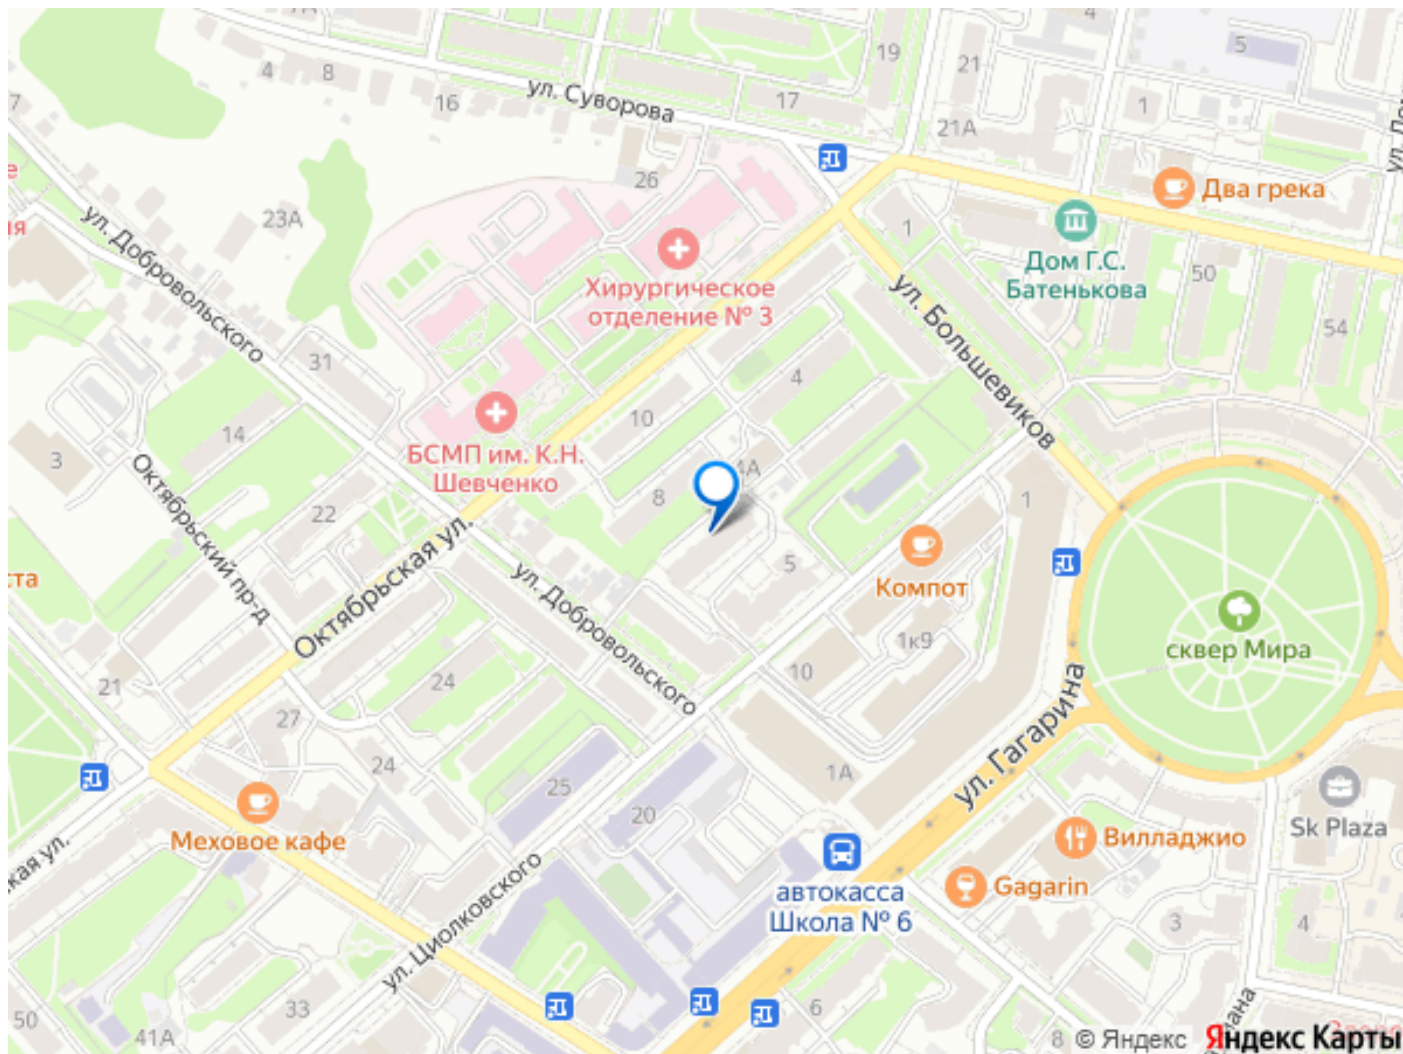 7А
4
8
16
ул. Суворова
17
19
21
4
5
1
21А
7
26
23А
ул. Добровольского
Хирургическое
отделение № 3
1
Два грека
Дом Г.С.
Батенькова
50
54
ул. Большевиков
31
14
3
10
4
4А
8
БСМП им. К.Н.
Шевченко
22
Октябрьский пр-д
Октябрьская ул.
ул. Добровольского
5
Компот
1
1к9
10
сквер Мира
21
24
27
24
25
20
1А
ул. Гагарина
Меховое кафе
ул. Циолковского
автокасса
Школа № 6
Вилладжио
Gagarin
Sk Plaza
3
4
33
50
41А
6
8
© Яндекс Яндекс Карты